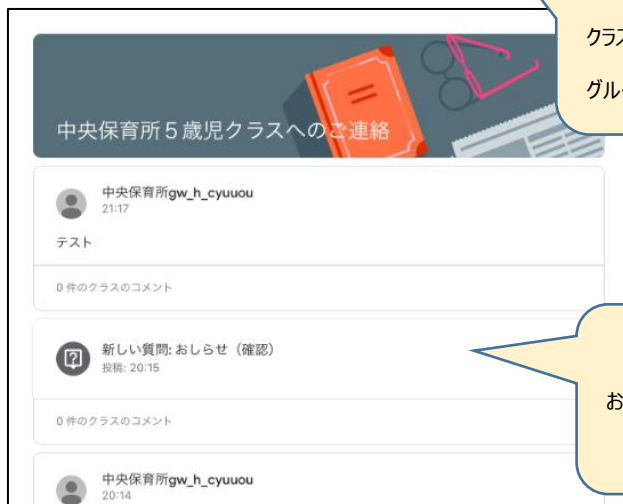 クラス
グルー
中央保育所５歳児クラスへのご連絡
中央保育所gw_h_cyuuou
21:17
テスト
0 件のクラスのコメント
新しい質問: おしらせ（確認）
投稿: 20:15
お
0 件のクラスのコメント
中央保育所gw_h_cyuuou
20:14